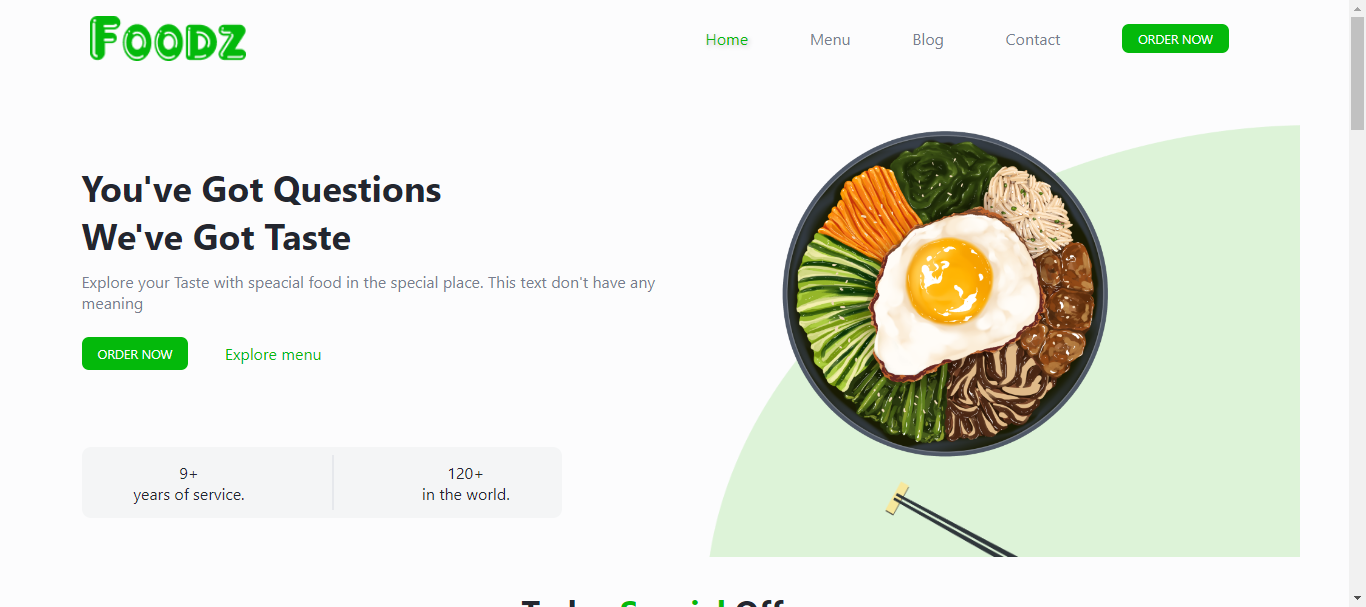 Foodz
Home Menu Blog Contact ORDER NOW
You've Got Questions
We've Got Taste
Explore your Taste with speacial food in the special place. This text don't have any
meaning
ORDER NOW Explore menu
9+ 120+
years of service. in the world.